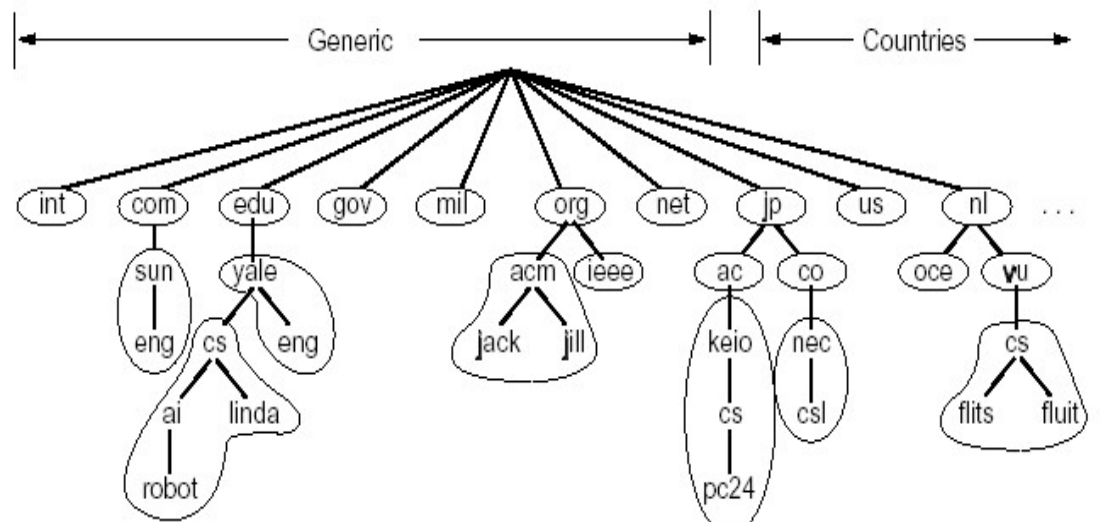 Generic Countries
int com edu gov mil org net jp us nl ...
sun yale acm ieee ac co oce vu
eng cs eng jack jill keio nec cs
ai linda cs csl flits fluit
robot pc24